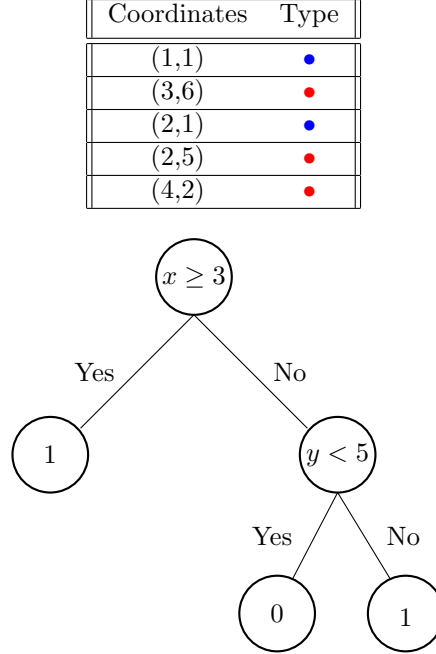 Coordinates Type
(1,1)
(3,6)
(2,1)
(2,5)
(4,2)
x ≥ 3
Yes No
1 y < 5
Yes No
0 1